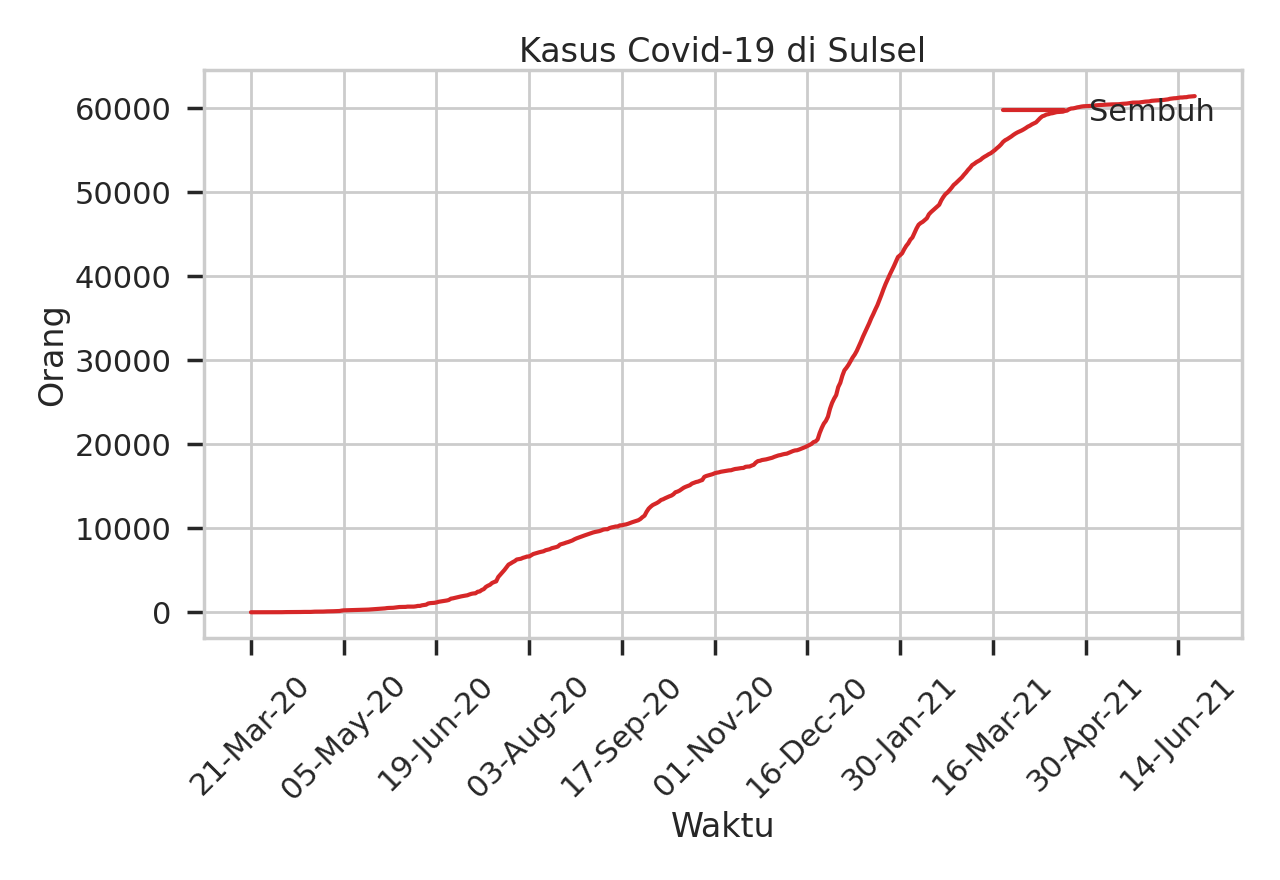 Kasus Covid-19 di Sulsel
60000
50000
40000
30000
20000
10000
0
Orang
Sembuh
21-Mar-20
05-May-20
19-Jun-20
03-Aug-20
17-Sep-20
01-Nov-20
16-Dec-20
30-Jan-21
16-Mar-21
30-Apr-21
14-Jun-21
Waktu